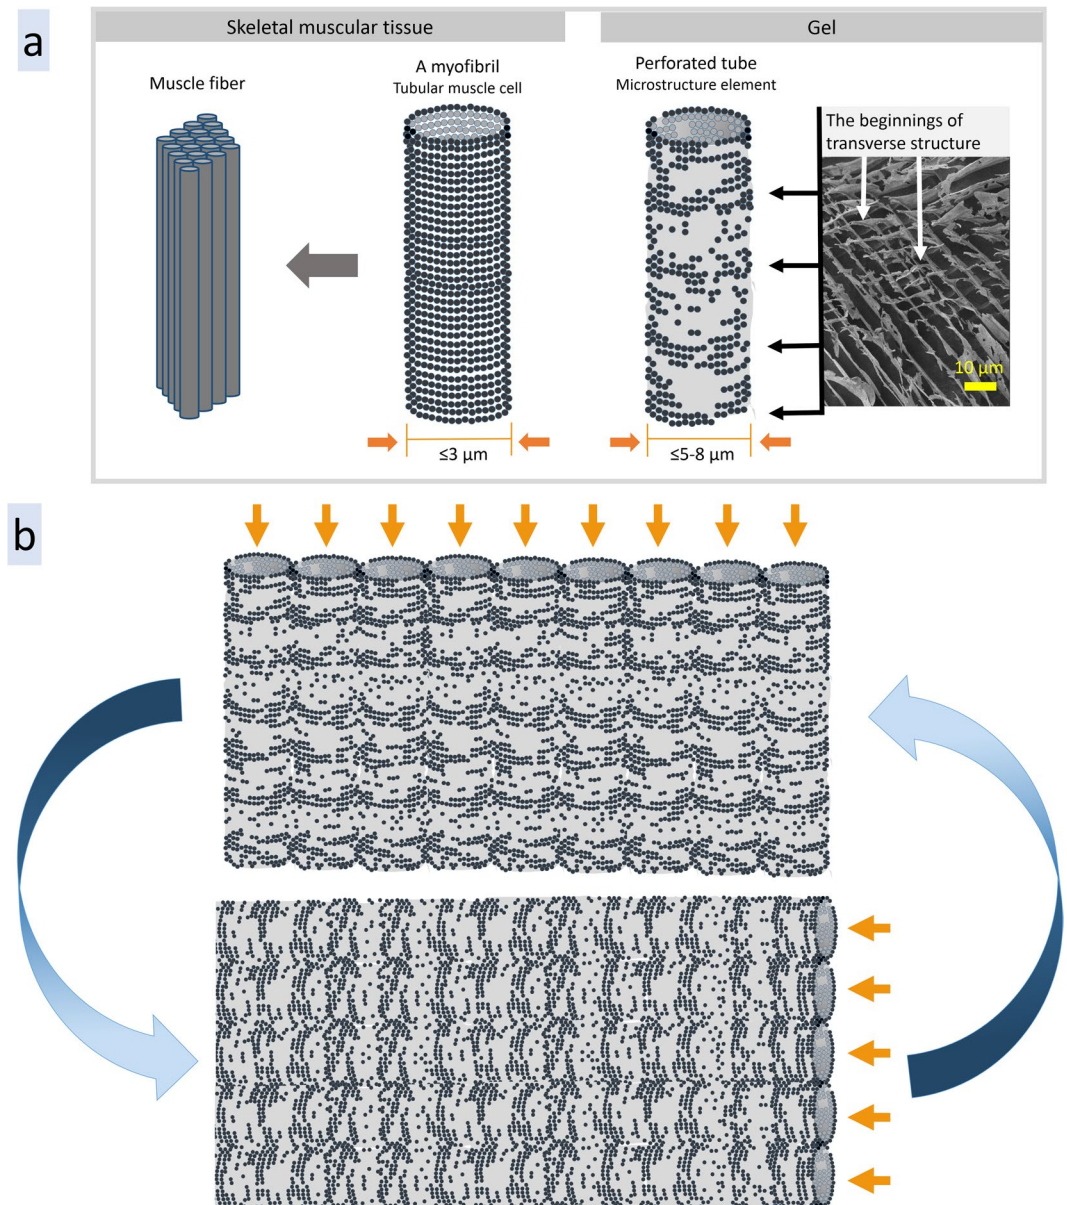 a
Skeletal muscular tissue
Gel
Muscle fiber
A myofibril
Tubular muscle cell
Perforated tube
Microstructure element
The beginnings of
transverse structure
10 µm
≤3 µm
≤5-8 µm
b